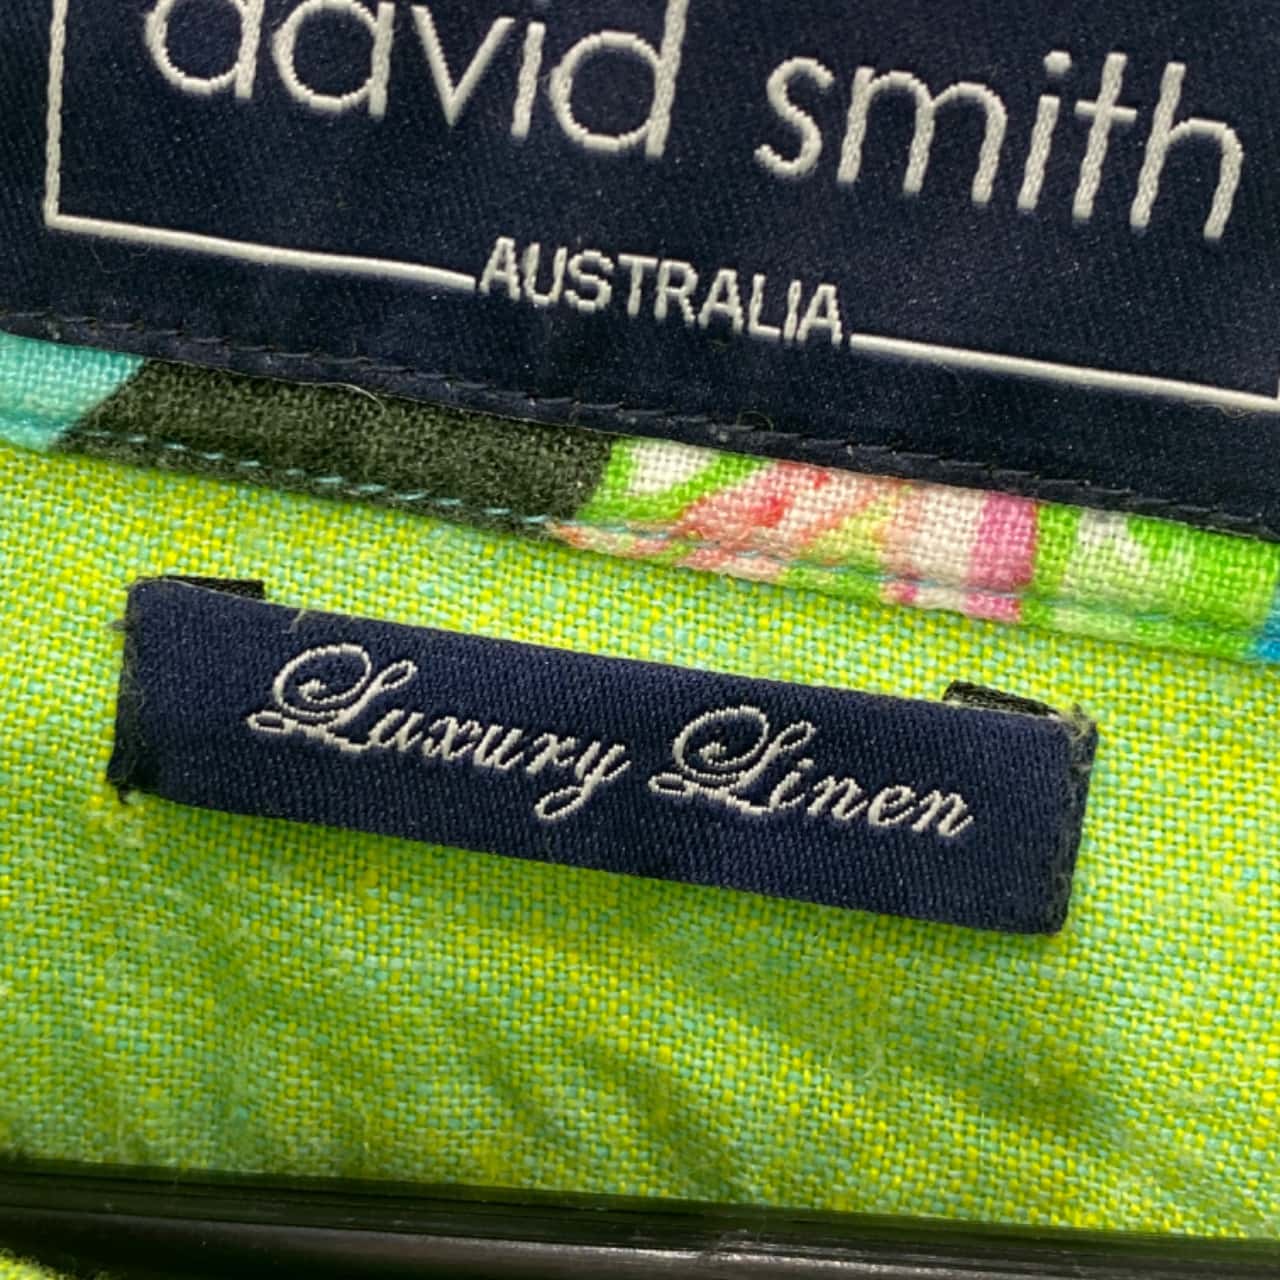 david smith
AUSTRALIA
Luxury Linen